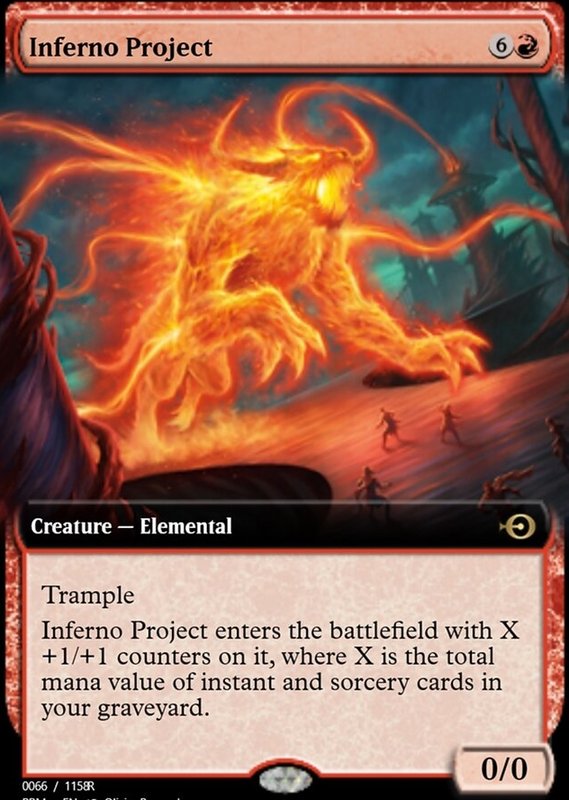 Inferno Project
6
Creature — Elemental
Trample
Inferno Project enters the battlefield with X
+1/+1 counters on it, where X is the total
mana value of instant and sorcery cards in
your graveyard.
0/0
0066 / 1158R